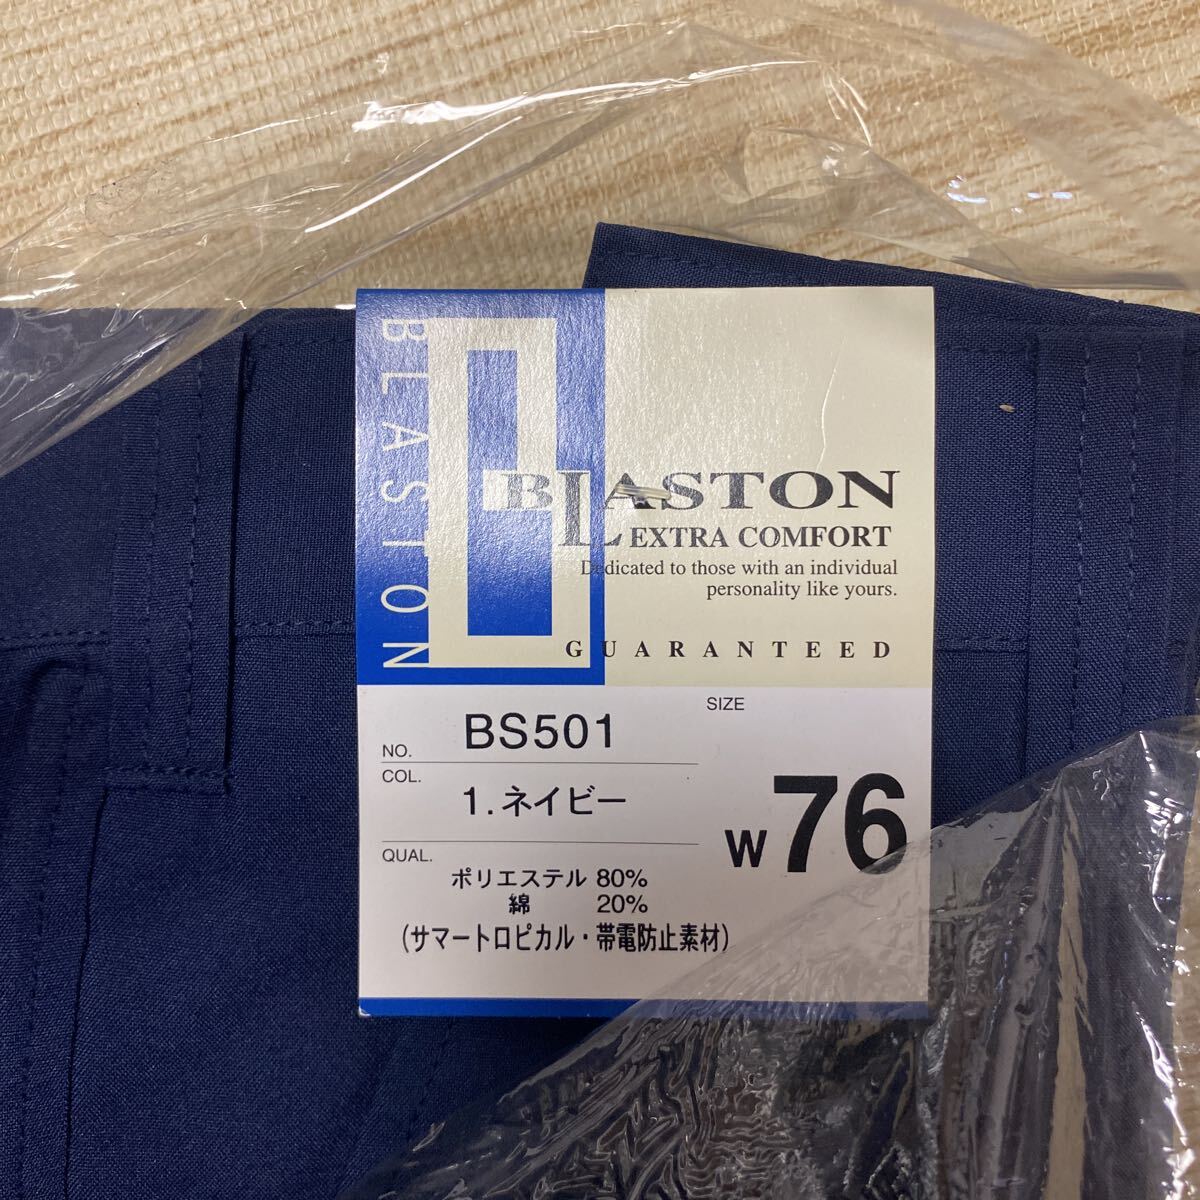 BLASTON
BLASTON
EXTRA COMFORT
Dedicated to those with an individual
personality like yours.
GUARANTEED
NO. BS501
SIZE
COL.
1.ネイビー
W76
QUAL.
ポリエステル 80%
綿 20%
(サマートロピカル・帯電防止素材)